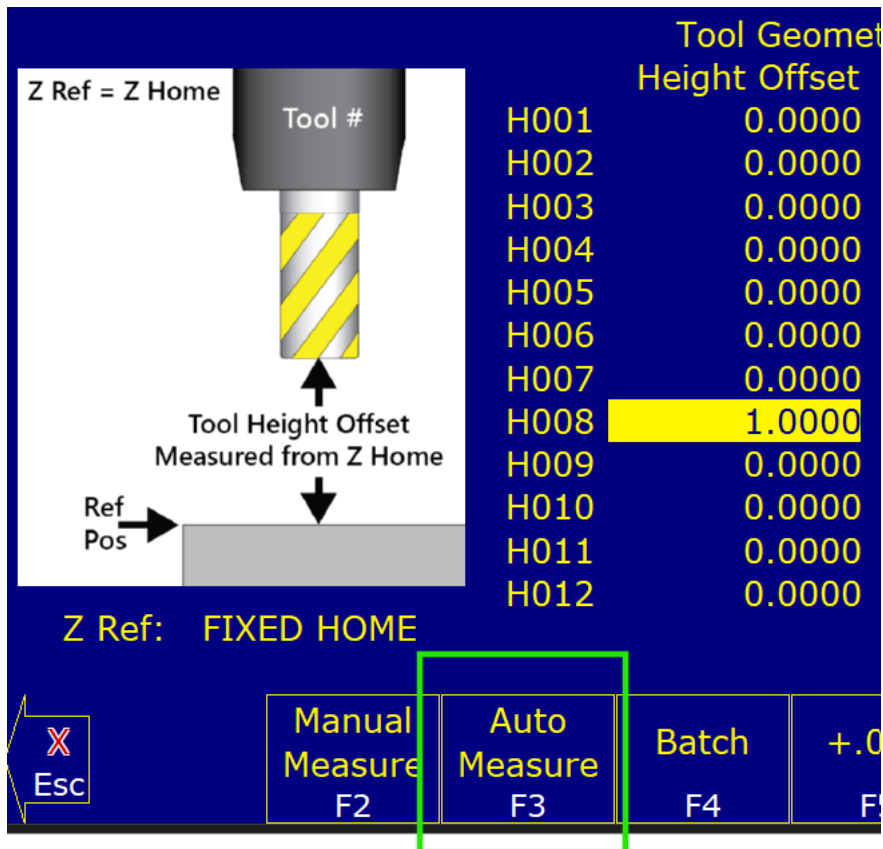 Tool Geomet
Height Offset
Z Ref = Z Home
Tool #
H001 0.0000
H002 0.0000
H003 0.0000
H004 0.0000
H005 0.0000
H006 0.0000
H007 0.0000
Tool Height Offset
Measured from Z Home
H008 1.0000
H009 0.0000
H010 0.0000
H011 0.0000
H012 0.0000
Ref
Pos
Z Ref: FIXED HOME
X
Esc
Manual
Measure
F2
Auto
Measure
F3
Batch
F4
+.0
F5